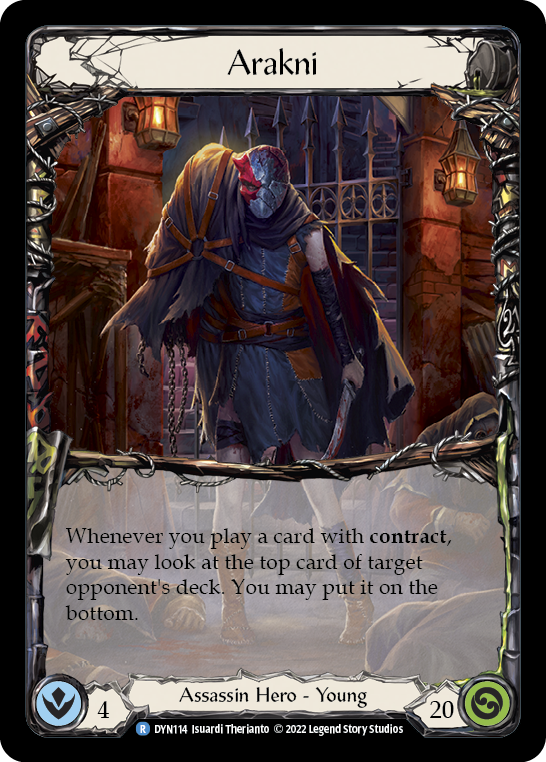 Arakni
Whenever you play a card with contract,
you may look at the top card of target
opponent's deck. You may put it on the
bottom.
4
Assassin Hero - Young
20
R DYN114 Isuardi Therianto © 2022 Legend Story Studios